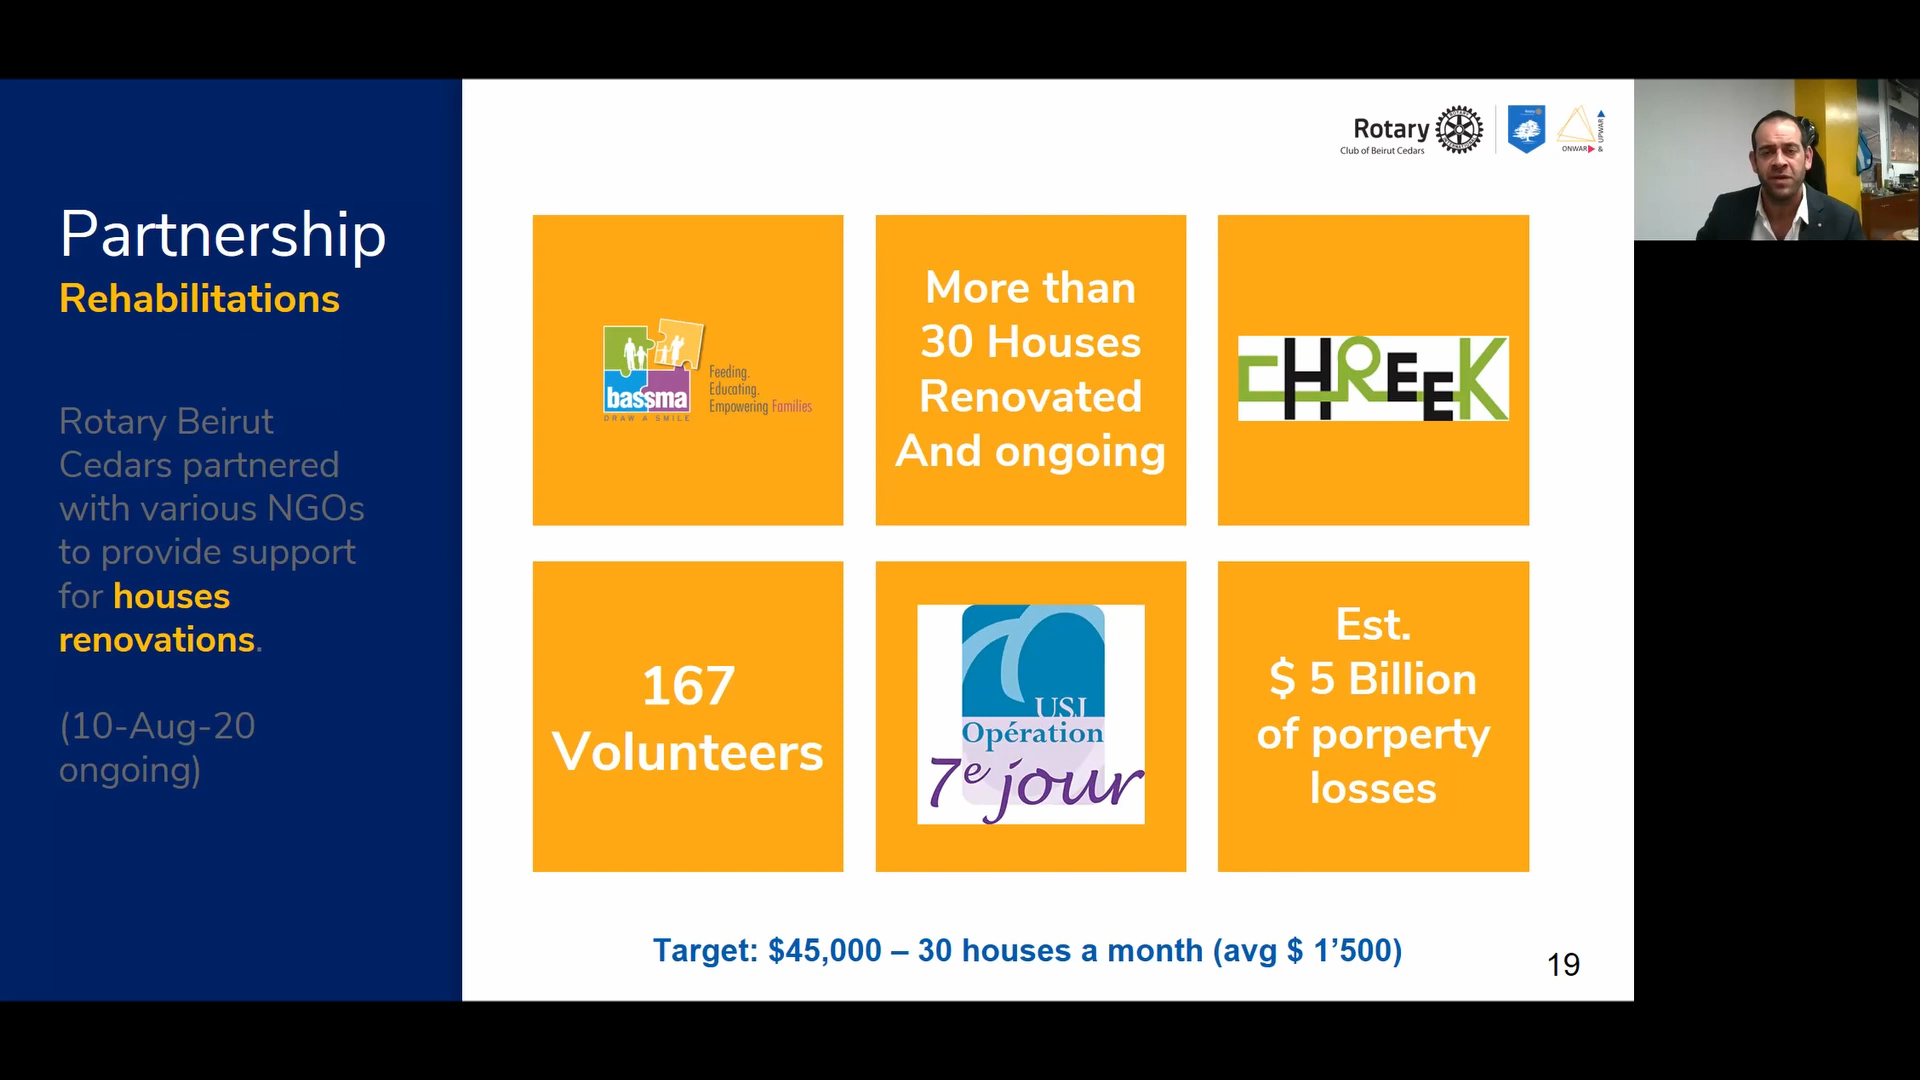 Partnership
Rehabilitations
Rotary Beirut
Cedars partnered
with various NGOs
to provide support
for houses
renovations.
(10-Aug-20
ongoing)
Rotary
Club of Beirut Cedars
ONWAR
&
UPWAR
bassma
DRAW A SMILE
Feeding.
Educating.
Empowering Families
More than
30 Houses
Renovated
And ongoing
CHREEK
167
Volunteers
USJ
Opération
7e jour
Est.
$ 5 Billion
of porperty
losses
Target: $45,000 – 30 houses a month (avg $ 1’500)
19